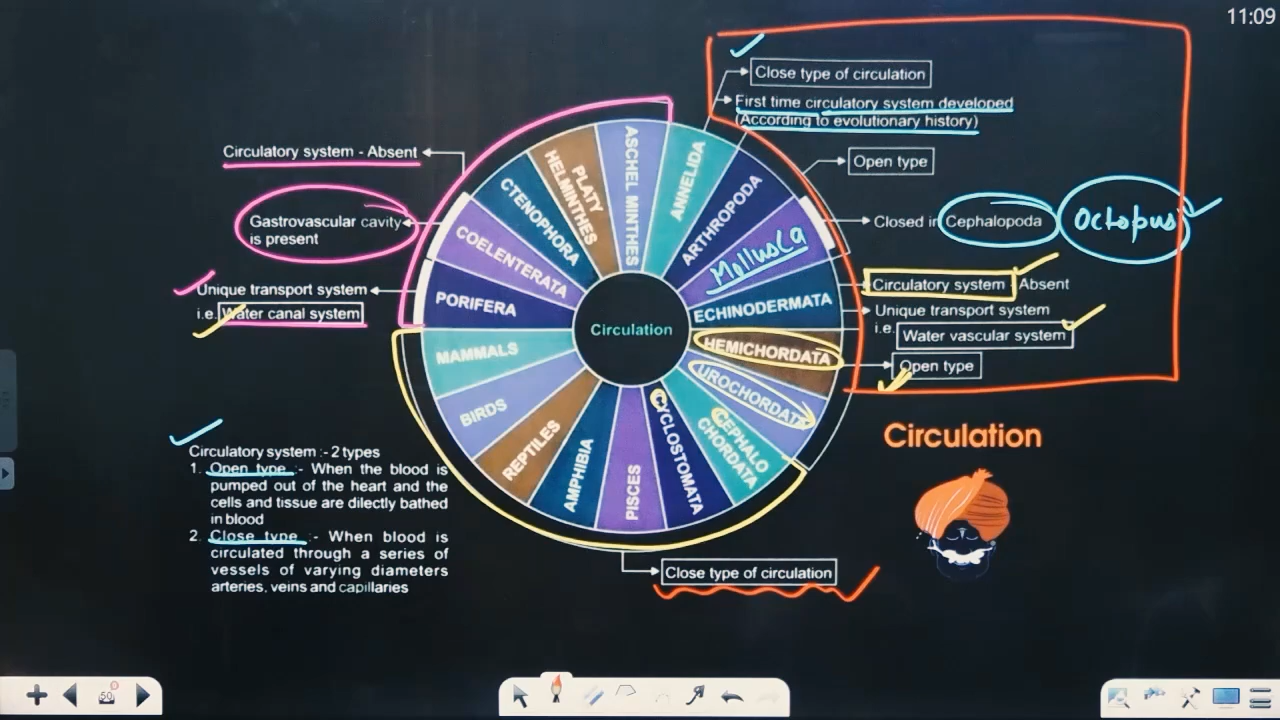 11:09
Close type of circulation
First time circulatory system developed
(According to evolutionary history)
Open type
Closed in Cephalopoda
Octopus
Circulatory system Absent
Unique transport system
i.e. Water vascular system
Open type
Circulatory system - Absent
Gastrovascular cavity
is present
Unique transport system
i.e. Water canal system
ASCHEL MINTHES
ANNELIDA
ARTHROPODA
Mollusca
ECHINODERMATA
HEMICHORDATA
UROCHORDATA
CEPHALO
CHORDATA
CYCLOSTOMATA
PISCES
AMPHIBIA
REPTILES
BIRDS
MAMMALS
PORIFERA
COELENTERATA
CTENOPHORA
PLATY
HELMINTHES
Circulation
Circulation
Circulatory system :- 2 types
1. Open type :- When the blood is
pumped out of the heart and the
cells and tissue are dilectly bathed
in blood
2. Close type :- When blood is
circulated through a series of
vessels of varying diameters
arteries, veins and capillaries
Close type of circulation
50